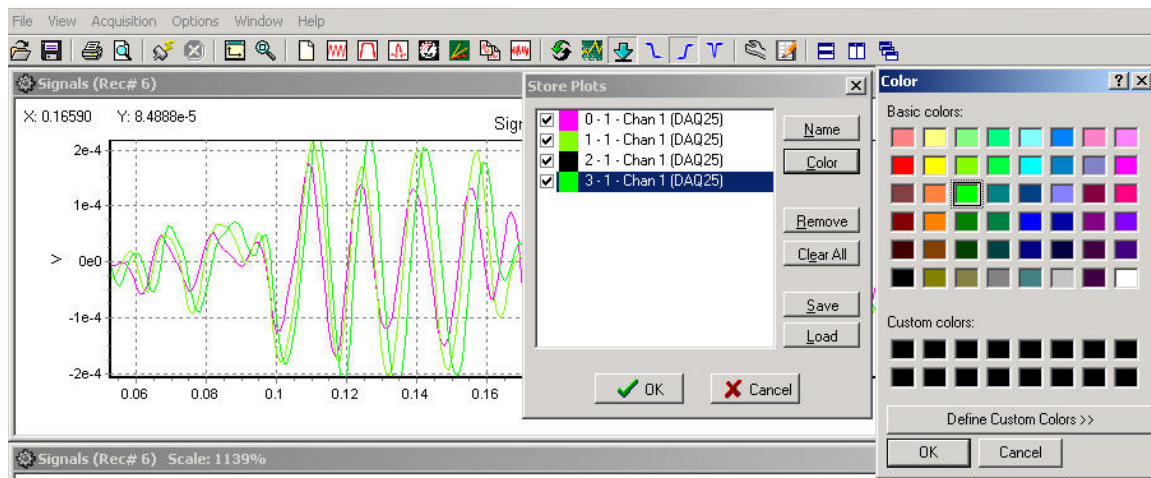 File View Acquisition Options Window Help
Signals (Rec# 6)
X: 0.16590 Y: 8.4888e-5
Sigr
2e-4
1e-4
0e0
-1e-4
-2e-4
V
0.06 0.08 0.1 0.12 0.14 0.16
Signals (Rec# 6) Scale: 1139%
Store Plots
0 - 1 - Chan 1 (DAQ25)
1 - 1 - Chan 1 (DAQ25)
2 - 1 - Chan 1 (DAQ25)
3 - 1 - Chan 1 (DAQ25)
Name
Color
Remove
Clear All
Save
Load
OK Cancel
Color
Basic colors:
Custom colors:
Define Custom Colors >>
OK Cancel